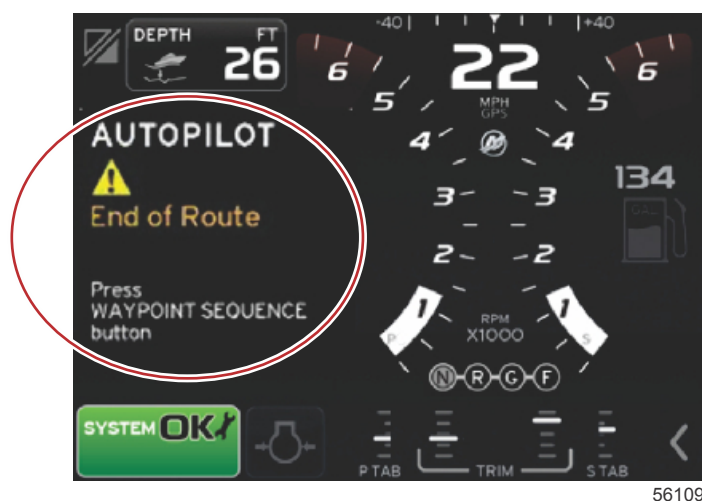 DEPTH FT
26
-40 +40
22
MPH
GPS
6 6
5 5
4 4
3 3
2 2
1 1
P S
RPM
X1000
N R G F
AUTOPILOT
End of Route
Press
WAYPOINT SEQUENCE
button
134
GAL
SYSTEM OK
P TAB TRIM S TAB
56109